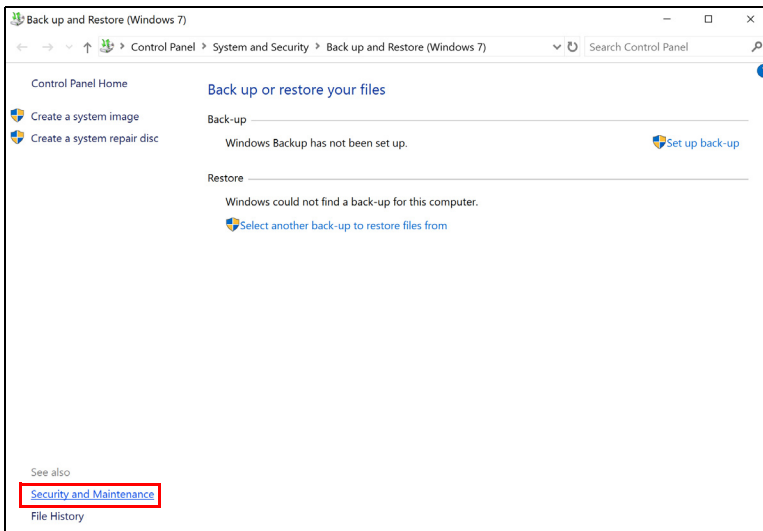 Back up and Restore (Windows 7)
Control Panel > System and Security > Back up and Restore (Windows 7)
Search Control Panel
Control Panel Home
Create a system image
Create a system repair disc
Back up or restore your files
Back-up
Windows Backup has not been set up.
Set up back-up
Restore
Windows could not find a back-up for this computer.
Select another back-up to restore files from
See also
Security and Maintenance
File History